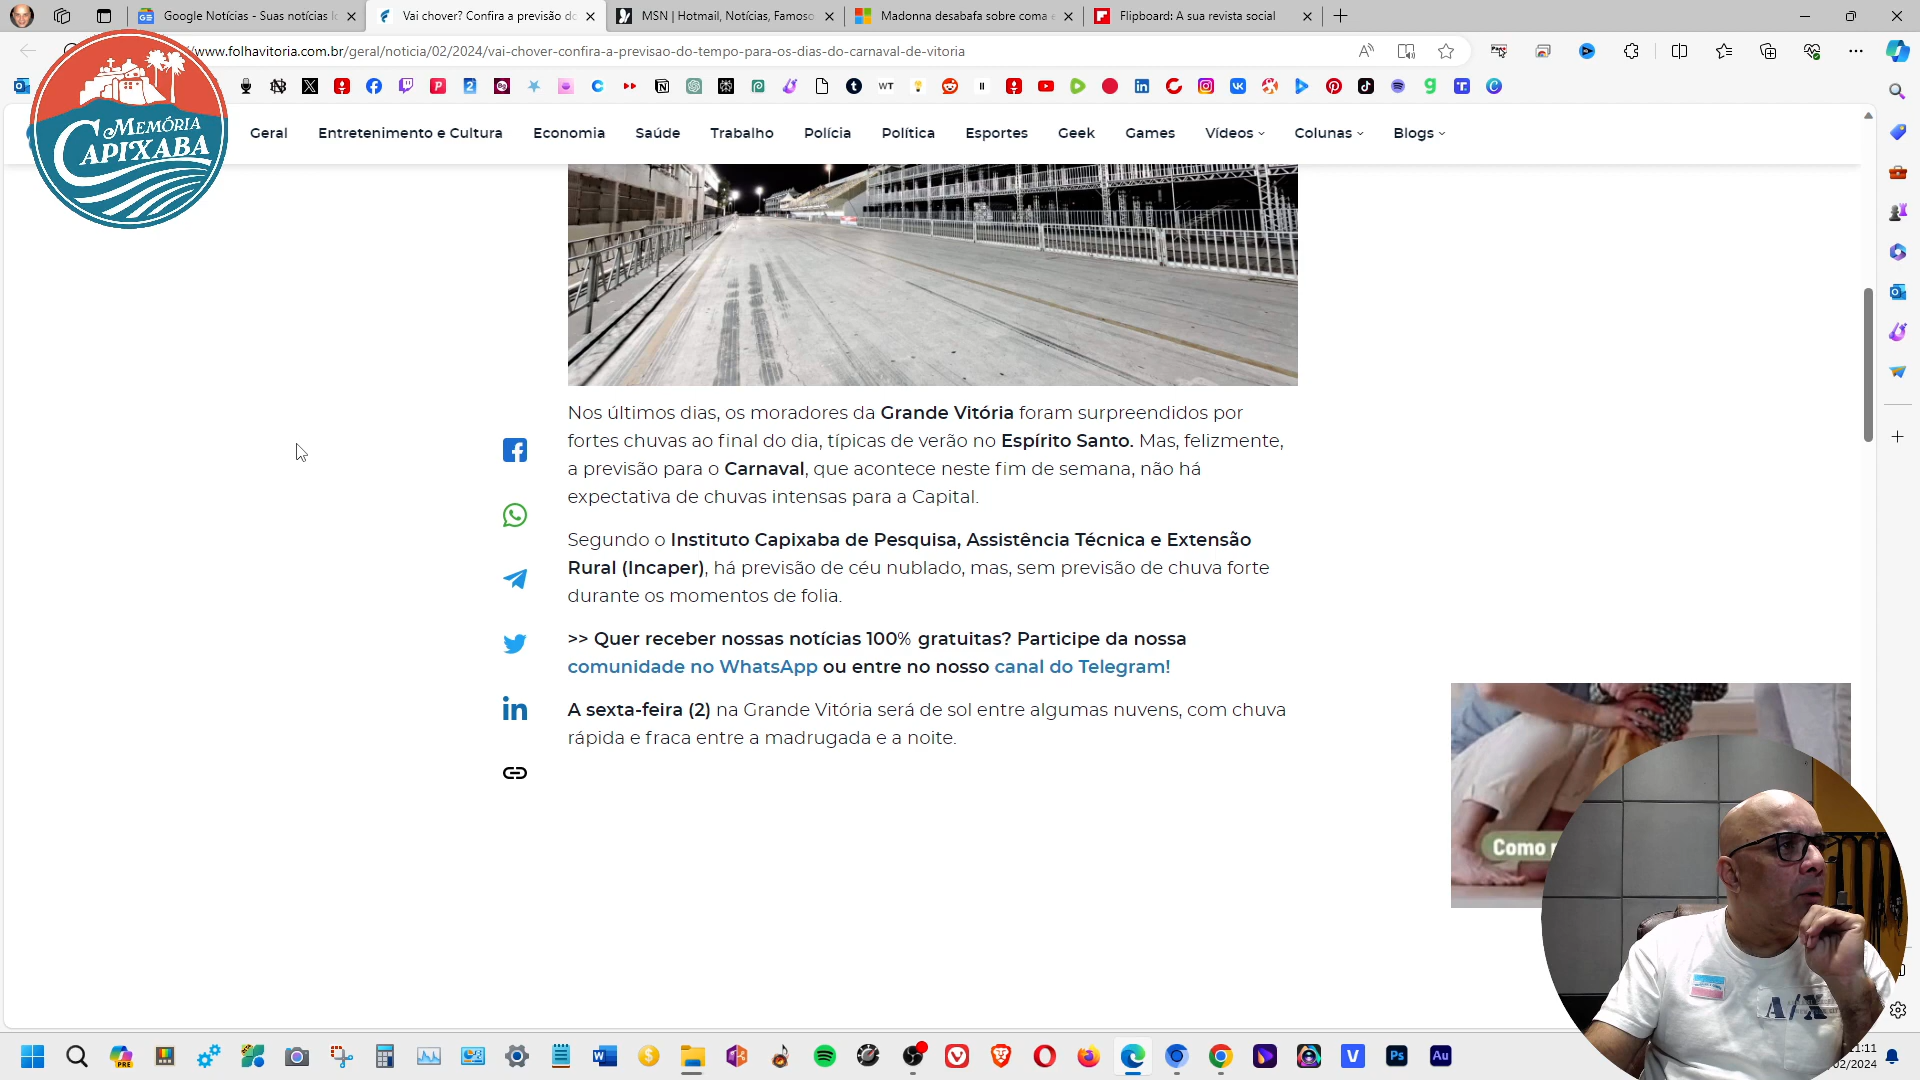 Google Notícias - Suas notícias lo
Vai chover? Confira a previsão do
MSN | Hotmail, Notícias, Famoso
Madonna desabafa sobre coma e
Flipboard: A sua revista social
www.folhavitoria.com.br/geral/noticia/02/2024/vai-chover-confira-a-previsao-do-tempo-para-os-dias-do-carnaval-de-vitoria
MEMÓRIA
CAPIXABA
Geral
Entretenimento e Cultura
Economia
Saúde
Trabalho
Polícia
Política
Esportes
Geek
Games
Vídeos
Colunas
Blogs
Nos últimos dias, os moradores da Grande Vitória foram surpreendidos por
fortes chuvas ao final do dia, típicas de verão no Espírito Santo. Mas, felizmente,
a previsão para o Carnaval, que acontece neste fim de semana, não há
expectativa de chuvas intensas para a Capital.
Segundo o Instituto Capixaba de Pesquisa, Assistência Técnica e Extensão
Rural (Incaper), há previsão de céu nublado, mas, sem previsão de chuva forte
durante os momentos de folia.
>> Quer receber nossas notícias 100% gratuitas? Participe da nossa
comunidade no WhatsApp ou entre no nosso canal do Telegram!
A sexta-feira (2) na Grande Vitória será de sol entre algumas nuvens, com chuva
rápida e fraca entre a madrugada e a noite.
Como
A/X
1:11
02/2024